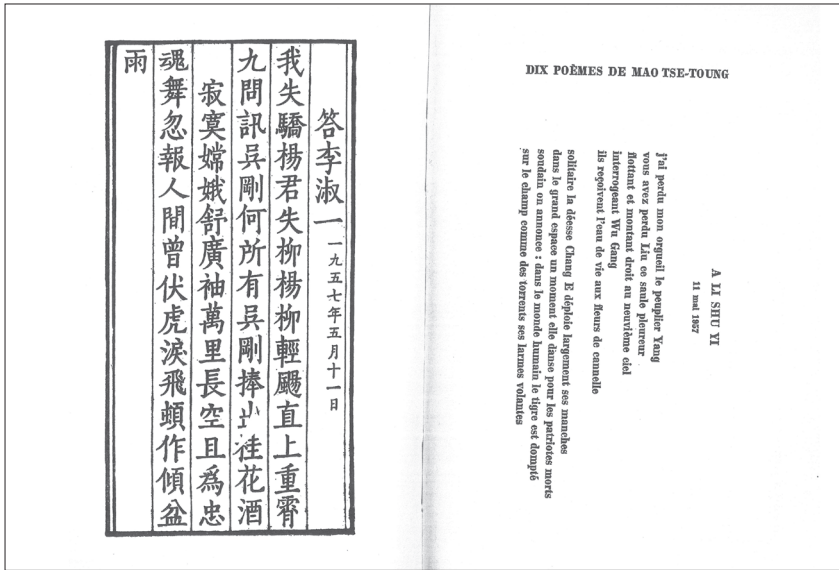 答李淑一 一九五七年五月十一日
我失驕楊君失柳楊柳輕颺直上重霄
九問訊吳剛何所有吳剛捧出桂花酒
寂寞嫦娥舒廣袖萬里長空且爲忠
魂舞忽報人間曾伏虎淚飛頓作傾盆
雨
DIX POÈMES DE MAO TSE-TOUNG
A LI SHU YI
11 mai 1957
j'ai perdu mon orgueil le peuplier Yang
vous avez perdu Liu ce saule pleureur
flottant et montant droit au neuvième ciel
interrogeant Wu Gang
ils reçoivent l'eau de vie aux fleurs de cannelle
solitaire la déesse Chang E déploie largement ses manches
dans le grand espace un moment elle danse pour les patriotes morts
soudain on annonce : dans le monde humain le tigre est dompté
sur le champ comme des torrents ses larmes volantes